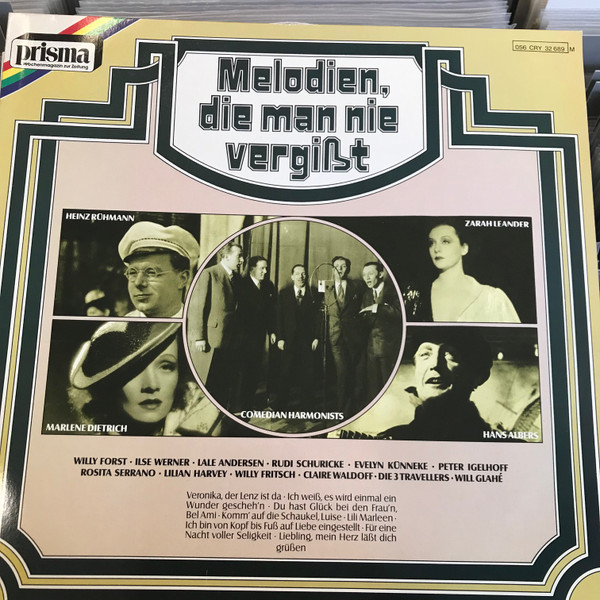 prisma
Wochenmagazin zur Zeitung
056 CRY 32 689 M
Melodien,
die man nie
vergißt
HEINZ RÜHMANN
ZARAH LEANDER
COMEDIAN HARMONISTS
MARLENE DIETRICH
HANS ALBERS
WILLY FORST · ILSE WERNER · LALE ANDERSEN · RUDI SCHURICKE · EVELYN KÜNNEKE · PETER IGELHOFF
ROSITA SERRANO · LILIAN HARVEY · WILLY FRITSCH · CLAIRE WALDOFF · DIE 3 TRAVELLERS · WILL GLAHÉ
Veronika, der Lenz ist da · Ich weiß, es wird einmal ein
Wunder gescheh'n · Du hast Glück bei den Frau'n,
Bel Ami · Komm' auf die Schaukel, Luise · Lili Marleen ·
Ich bin von Kopf bis Fuß auf Liebe eingestellt · Für eine
Nacht voller Seligkeit · Liebling, mein Herz läßt dich
grüßen